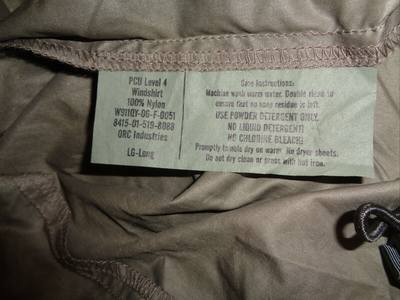 PCU Level 4
Windshirt
100% Nylon
W911QY-06-F-0051
8415-01-519-8088
ORC Industries
LG-Long
Care Instructions:
Machine wash warm water. Double rinse to
ensure that no soap residue is left.
USE POWDER DETERGENT ONLY.
NO LIQUID DETERGENT!
NO CHLORINE BLEACH!
Promptly tumble dry on warm. No dryer sheets.
Do not dry clean or press with hot iron.